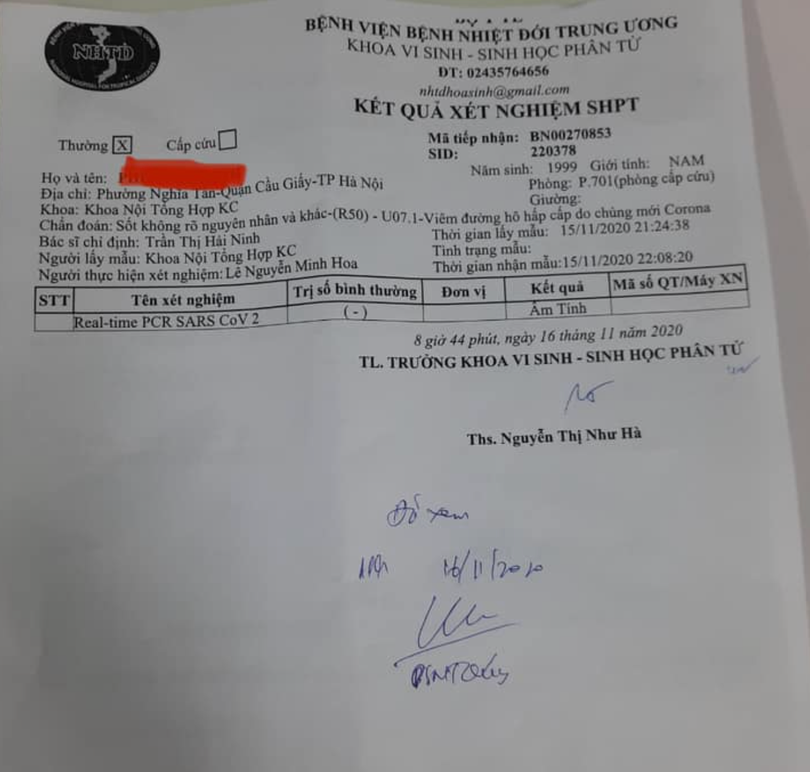 NHTD
BỆNH VIỆN BỆNH NHIỆT ĐỚI TRUNG ƯƠNG
KHOA VI SINH - SINH HỌC PHÂN TỬ
ĐT: 02435764656
nhtdhoasinh@gmail.com
KẾT QUẢ XÉT NGHIỆM SHPT
Thường X Cấp cứu
Mã tiếp nhận: BN00270853
SID: 220378
Họ và tên:
Năm sinh: 1999 Giới tính: NAM
Địa chỉ: Phường Nghĩa Tân-Quận Cầu Giấy-TP Hà Nội
Phòng: P.701(phòng cấp cứu)
Khoa: Khoa Nội Tổng Hợp KC
Giường:
Chẩn đoán: Sốt không rõ nguyên nhân và khác-(R50) - U07.1-Viêm đường hô hấp cấp do chủng mới Corona
Bác sĩ chỉ định: Trần Thị Hải Ninh
Thời gian lấy mẫu: 15/11/2020 21:24:38
Người lấy mẫu: Khoa Nội Tổng Hợp KC
Tình trạng mẫu:
Người thực hiện xét nghiệm: Lê Nguyễn Minh Hoa
Thời gian nhận mẫu:15/11/2020 22:08:20
STT Tên xét nghiệm Trị số bình thường Đơn vị Kết quả Mã số QT/Máy XN
Real-time PCR SARS CoV 2 (-) Âm Tính
8 giờ 44 phút, ngày 16 tháng 11 năm 2020
TL. TRƯỞNG KHOA VI SINH - SINH HỌC PHÂN TỬ
Ths. Nguyễn Thị Như Hà
Đã xem
16/11/2020